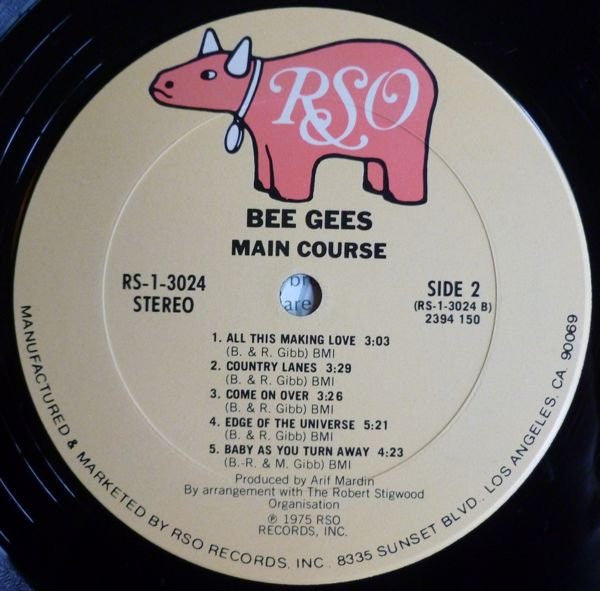 RSO
BEE GEES
MAIN COURSE
RS-1-3024
STEREO
SIDE 2
(RS-1-3024 B)
2394 150
br
are
1. ALL THIS MAKING LOVE 3:03
(B. & R. Gibb) BMI
2. COUNTRY LANES 3:29
(B. & R. Gibb) BMI
3. COME ON OVER 3:26
(B. & R. Gibb) BMI
4. EDGE OF THE UNIVERSE 5:21
(B. & R. Gibb) BMI
5. BABY AS YOU TURN AWAY 4:23
(B.-R. & M. Gibb) BMI
Produced by Arif Mardin
By arrangement with The Robert Stigwood
Organisation
℗ 1975 RSO
RECORDS, INC.
MANUFACTURED & MARKETED BY RSO RECORDS, INC. 8335 SUNSET BLVD., LOS ANGELES, CA. 90069